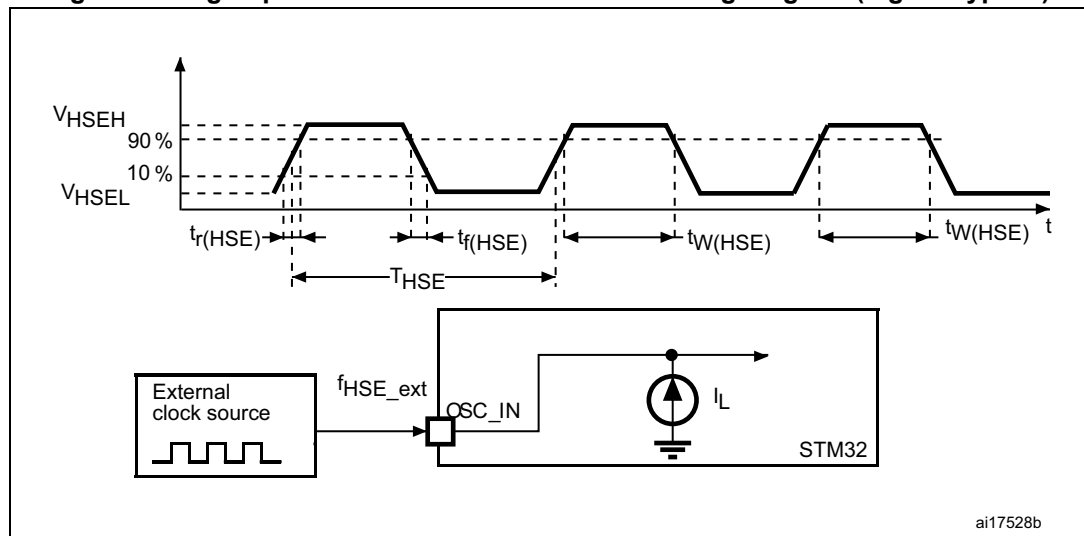 VHSEH
90 %
10 %
VHSEL
tr(HSE)
tf(HSE)
tW(HSE)
tW(HSE)
t
THSE
External
clock source
fHSE_ext
OSC_IN
IL
STM32
ai17528b